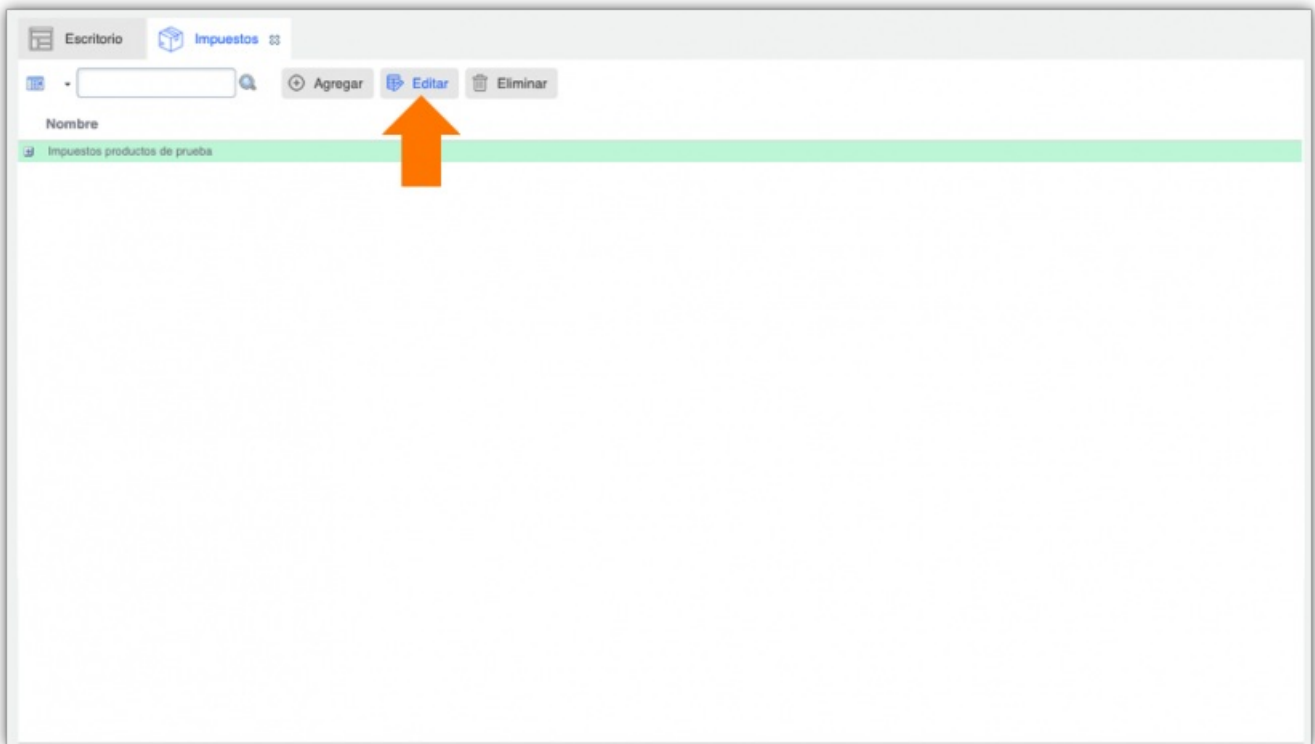 Escritorio Impuestos
Agregar Editar Eliminar
Nombre
Impuestos productos de prueba